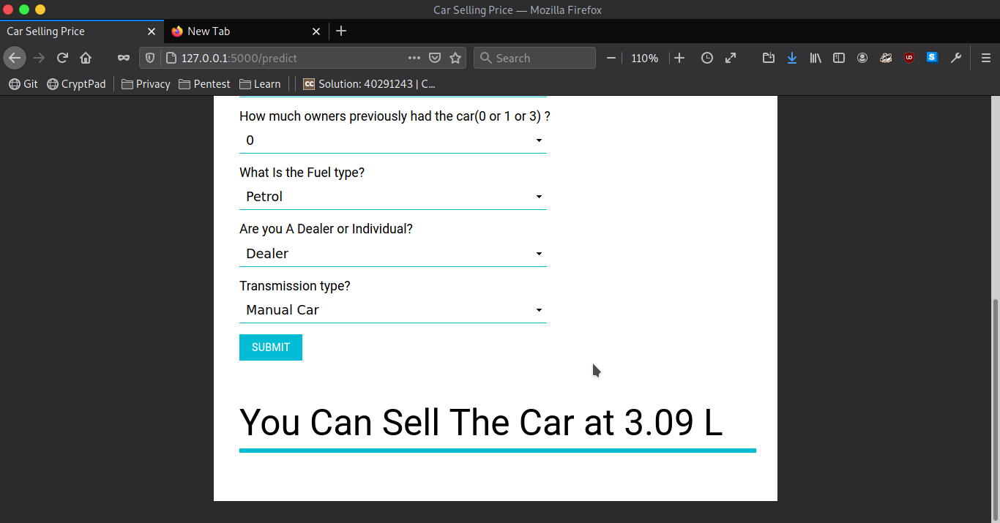 Car Selling Price — Mozilla Firefox
Car Selling Price
New Tab
127.0.0.1:5000/predict
Search
110%
Git
CryptPad
Privacy
Pentest
Learn
CC Solution: 40291243 | C...
How much owners previously had the car(0 or 1 or 3) ?
0
What Is the Fuel type?
Petrol
Are you A Dealer or Individual?
Dealer
Transmission type?
Manual Car
SUBMIT
You Can Sell The Car at 3.09 L